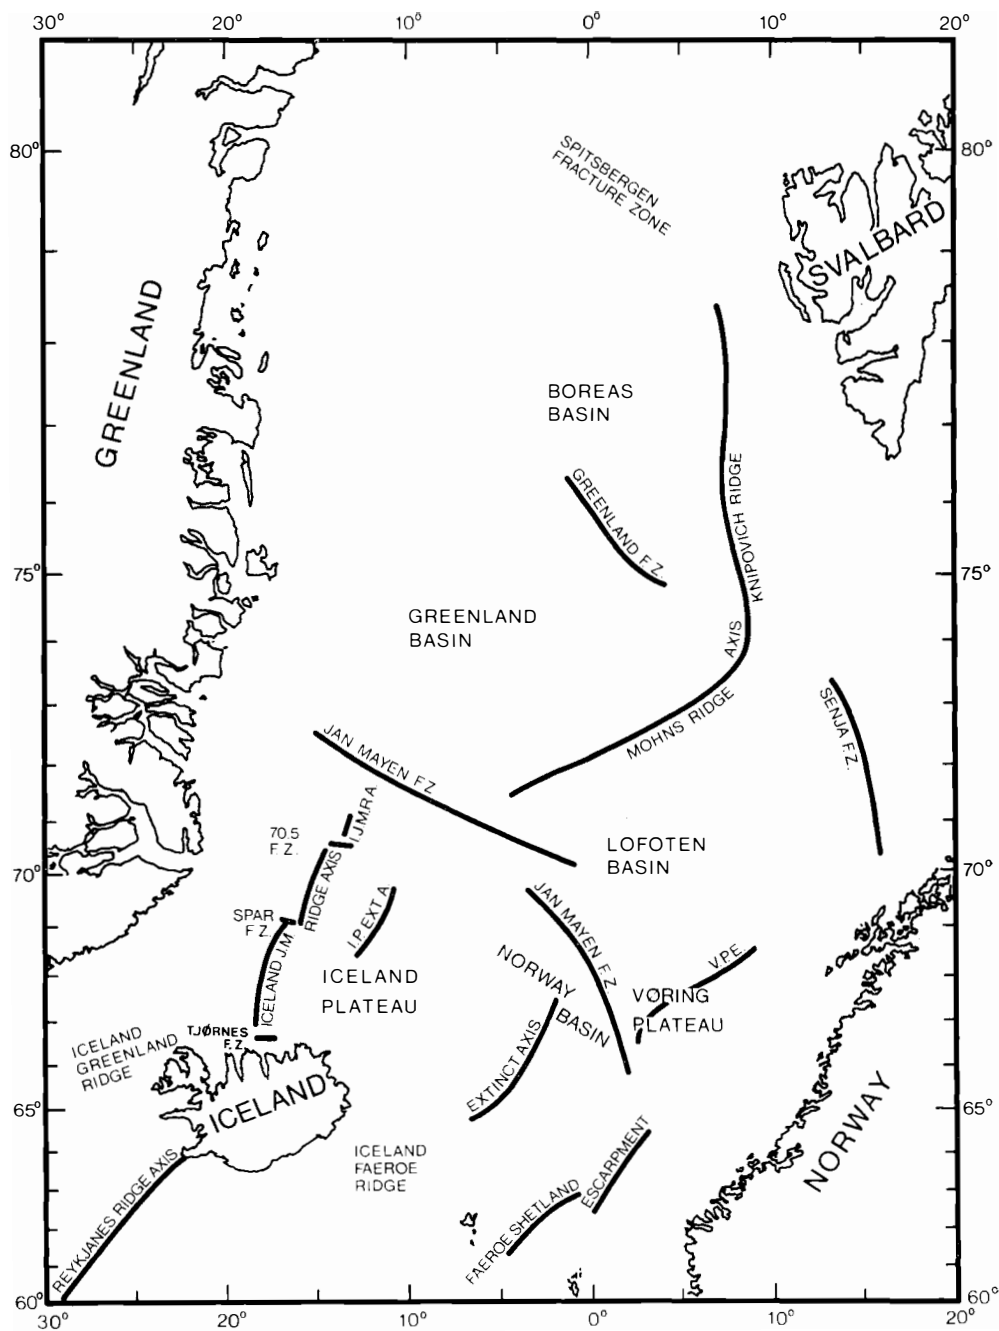 30° 20° 10° 0° 10° 20°
80° 80°
SPITSBERGEN
FRACTURE ZONE
SVALBARD
GREENLAND
BOREAS
BASIN
GREENLAND F.Z.
KNIPOVICH RIDGE
AXIS
75° 75°
GREENLAND
BASIN
MOHNS RIDGE
SENJA F.Z.
JAN MAYEN F.Z
I.J.M.R.A
70.5
F.Z.
RIDGE AXIS
LOFOTEN
BASIN
70° 70°
I.P. EXT A.
JAN MAYEN F.Z.
SPAR
F.Z.
ICELAND J.M
ICELAND
PLATEAU
NORWAY
BASIN
V.P.E.
VØRING
PLATEAU
TJØRNES
F.Z.
ICELAND
GREENLAND
RIDGE
ICELAND
EXTINCT AXIS
NORWAY
65° 65°
ICELAND
FAEROE
RIDGE
REYKJANES RIDGE AXIS
FAEROE SHETLAND
ESCARPMENT
60° 60°
30° 20° 10° 0° 10° 20°